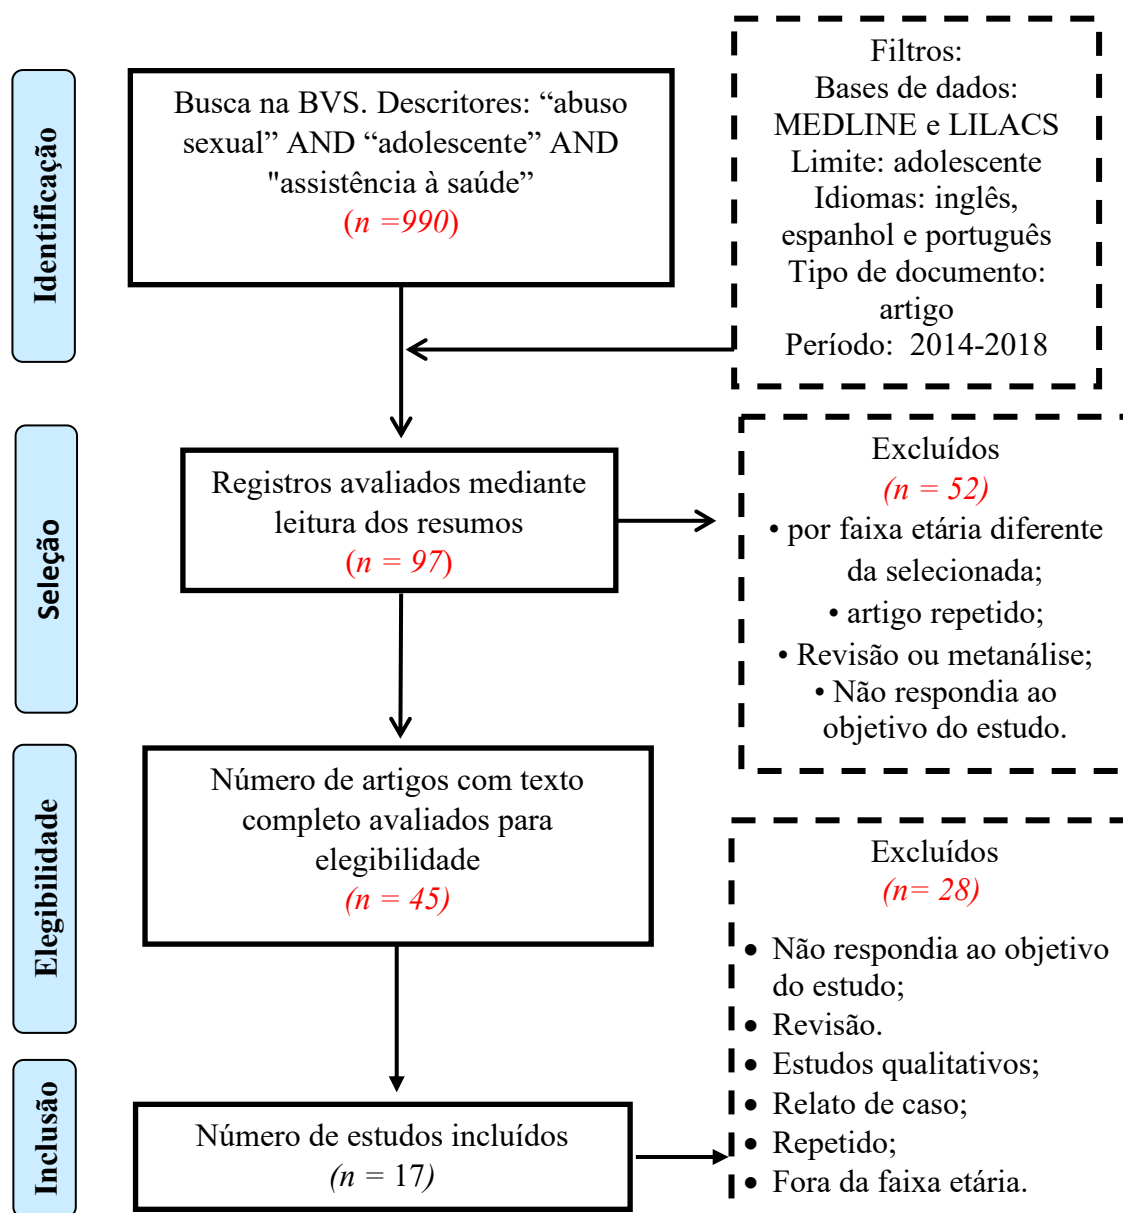 Identificação
Busca na BVS. Descritores: “abuso
sexual” AND “adolescente” AND
"assistência à saúde”
(n =990)
Filtros:
Bases de dados:
MEDLINE e LILACS
Limite: adolescente
Idiomas: inglês,
espanhol e português
Tipo de documento:
artigo
Período: 2014-2018
Seleção
Registros avaliados mediante
leitura dos resumos
(n = 97)
Excluídos
(n = 52)
• por faixa etária diferente
da selecionada;
• artigo repetido;
• Revisão ou metanálise;
• Não respondia ao
objetivo do estudo.
Elegibilidade
Número de artigos com texto
completo avaliados para
elegibilidade
(n = 45)
Excluídos
(n= 28)
• Não respondia ao objetivo
do estudo;
• Revisão.
• Estudos qualitativos;
• Relato de caso;
• Repetido;
• Fora da faixa etária.
Inclusão
Número de estudos incluídos
(n = 17)